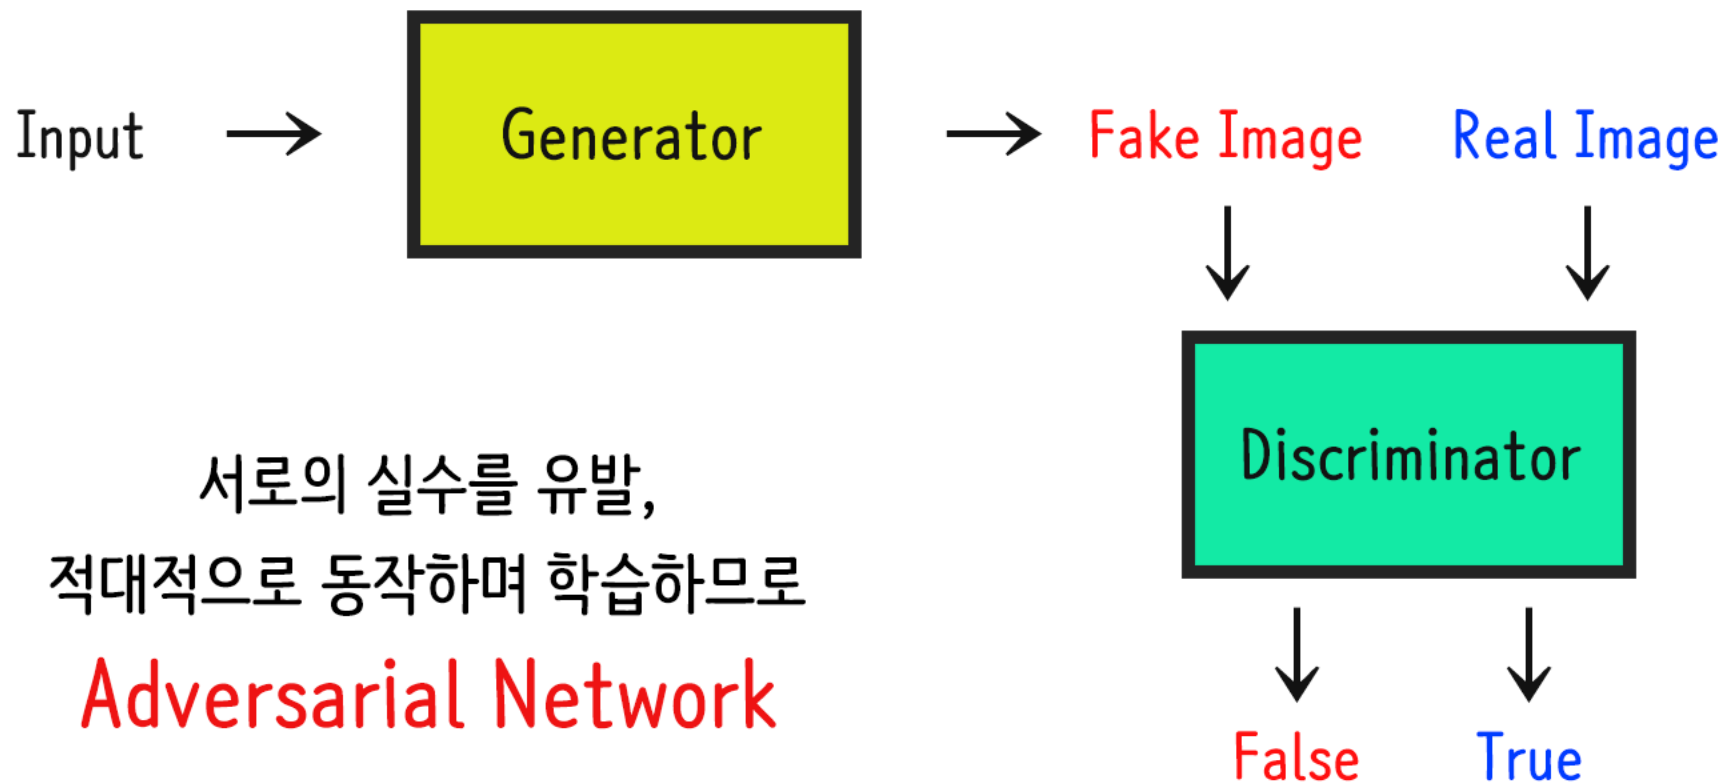 Input
Generator
Fake Image
Real Image
Discriminator
서로의 실수를 유발,
적대적으로 동작하며 학습하므로
Adversarial Network
False
True